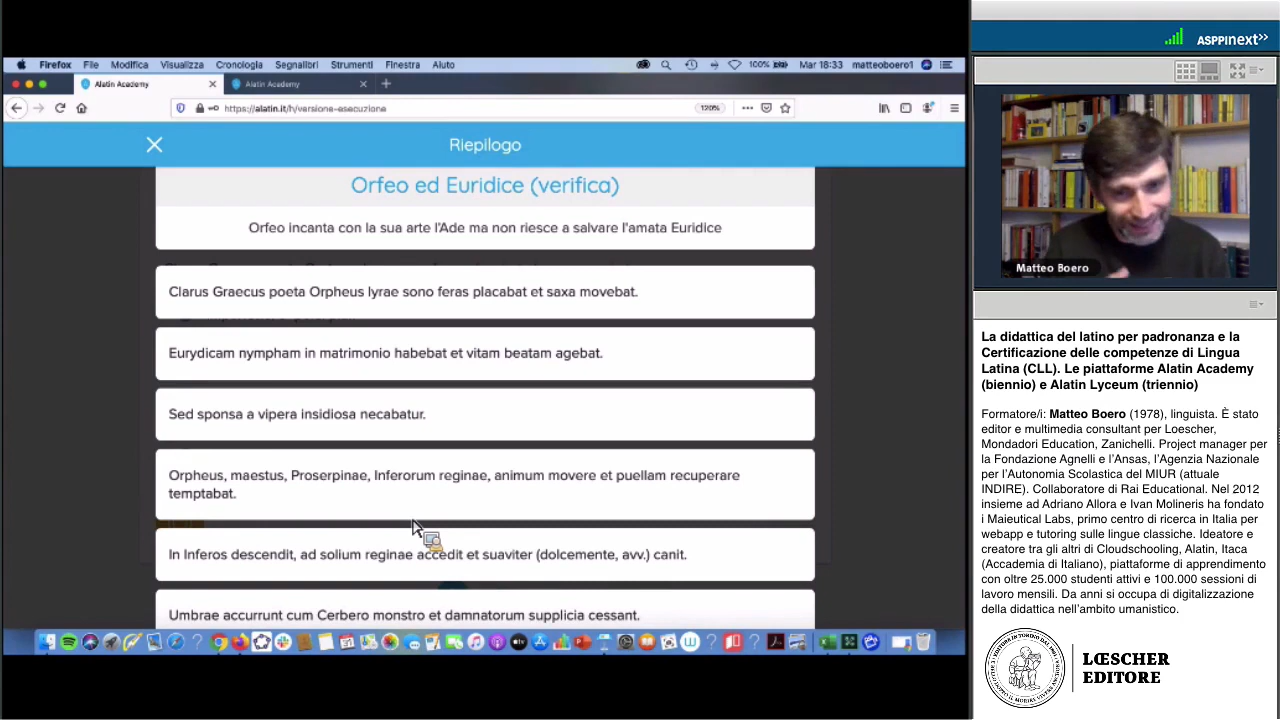 Firefox File Modifica Visualizza Cronologia Segnalibri Strumenti Finestra Aiuto 100% Mar 18:33 matteoboero1
Alatin Academy
Alatin Academy
https://alatin.it/h/versione-esecuzione 120%
Riepilogo
Orfeo ed Euridice (verifica)
Orfeo incanta con la sua arte l'Ade ma non riesce a salvare l'amata Euridice
Clarus Graecus poeta Orpheus lyrae sono feras placabat et saxa movebat.
Eurydicam nympham in matrimonio habebat et vitam beatam agebat.
Sed sponsa a vipera insidiosa necabatur.
Orpheus, maestus, Proserpinae, Inferorum reginae, animum movere et puellam recuperare
temptabat.
In Inferos descendit, ad solium reginae accedit et suaviter (dolcemente, avv.) canit.
Umbrae accurrunt cum Cerbero monstro et damnatorum supplicia cessant.
ASPPInext>>
Matteo Boero
La didattica del latino per padronanza e la
Certificazione delle competenze di Lingua
Latina (CLL). Le piattaforme Alatin Academy
(biennio) e Alatin Lyceum (triennio)
Formatore/i: Matteo Boero (1978), linguista. È stato
editor e multimedia consultant per Loescher,
Mondadori Education, Zanichelli. Project manager per
la Fondazione Agnelli e l'Ansas, l'Agenzia Nazionale
per l'Autonomia Scolastica del MIUR (attuale
INDIRE). Collaboratore di Rai Educational. Nel 2012
insieme ad Adriano Allora e Ivan Molineris ha fondato
i Maieutical Labs, primo centro di ricerca in Italia per
webapp e tutoring sulle lingue classiche. Ideatore e
creatore tra gli altri di Cloudschooling, Alatin, Itaca
(Accademia di Italiano), piattaforme di apprendimento
con oltre 25.000 studenti attivi e 100.000 sessioni di
lavoro mensili. Da anni si occupa di digitalizzazione
della didattica nell'ambito umanistico.
LŒSCHER
EDITORE